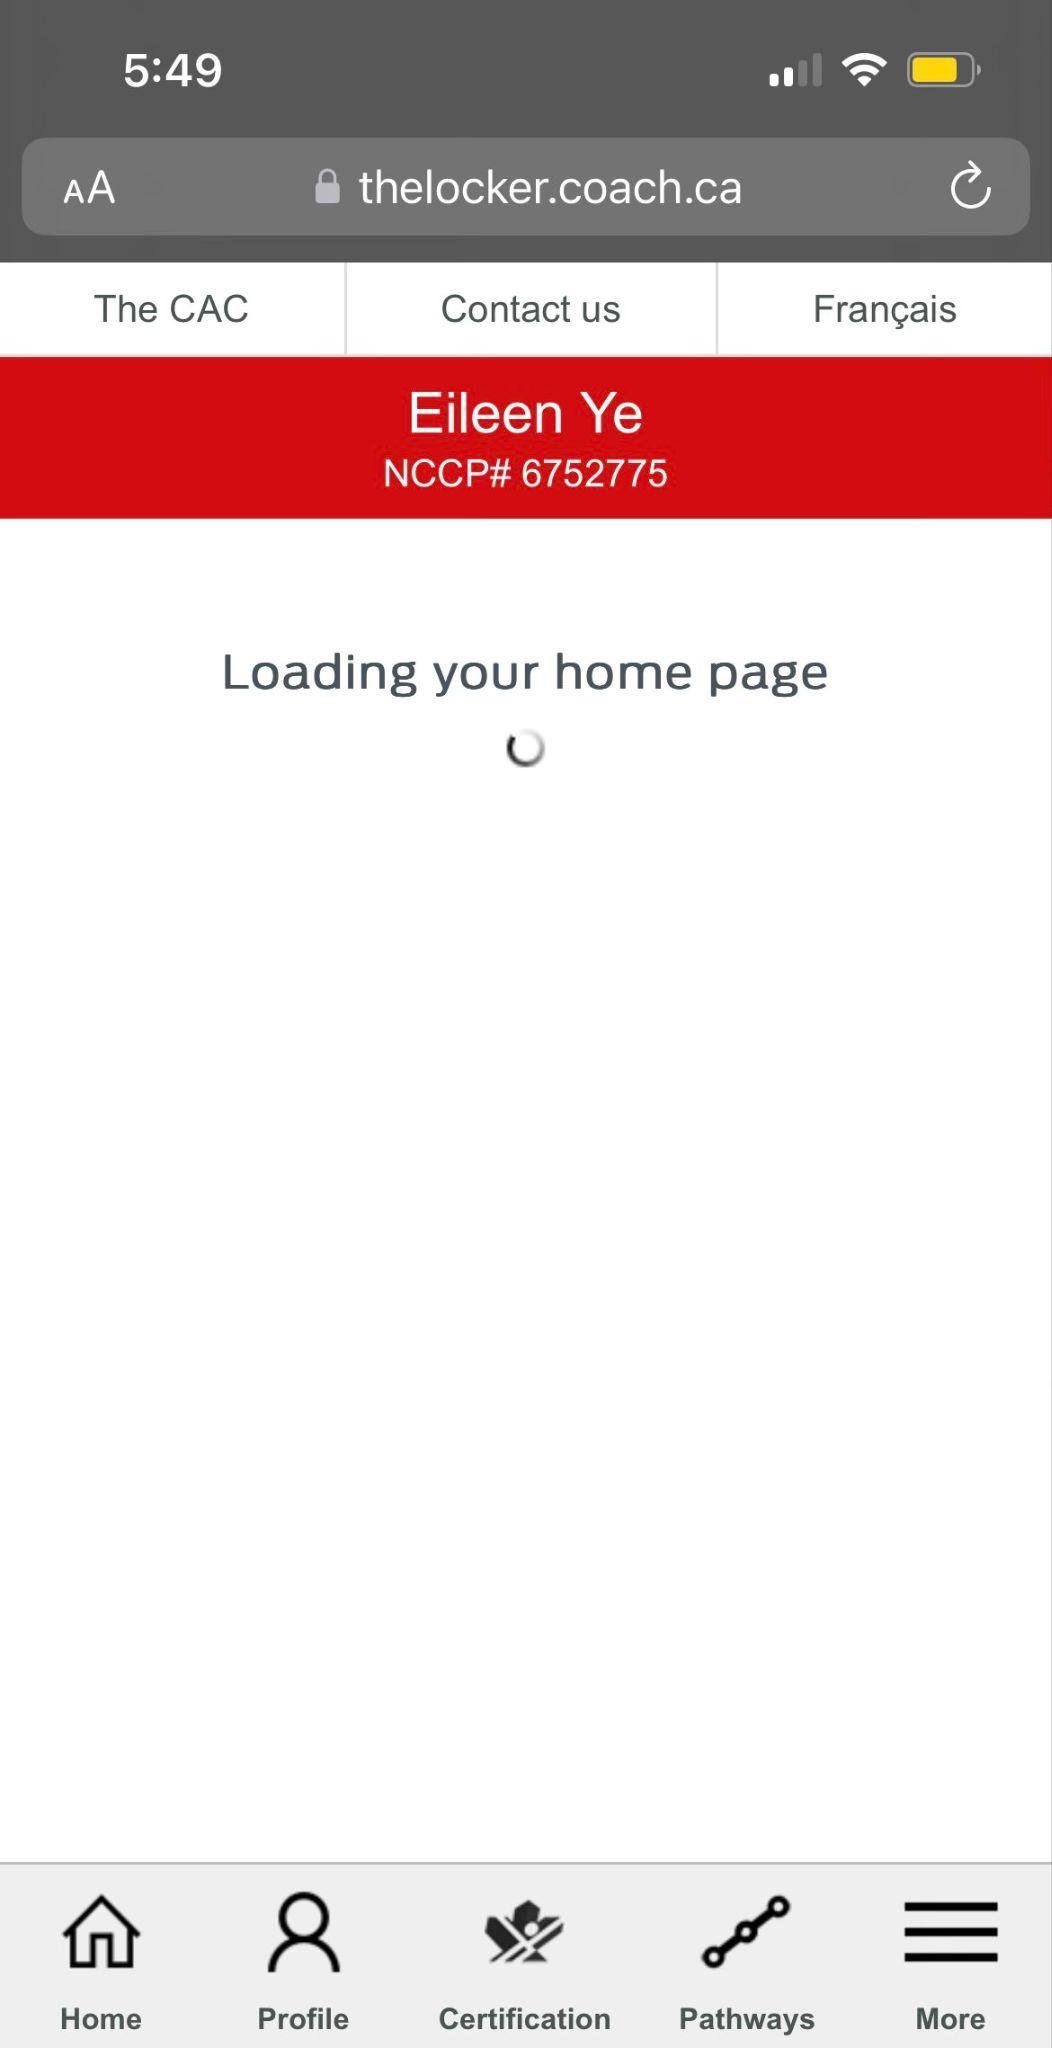 5:49
AA thelocker.coach.ca
The CAC Contact us Français
Eileen Ye
NCCP# 6752775
Loading your home page
Home Profile Certification Pathways More